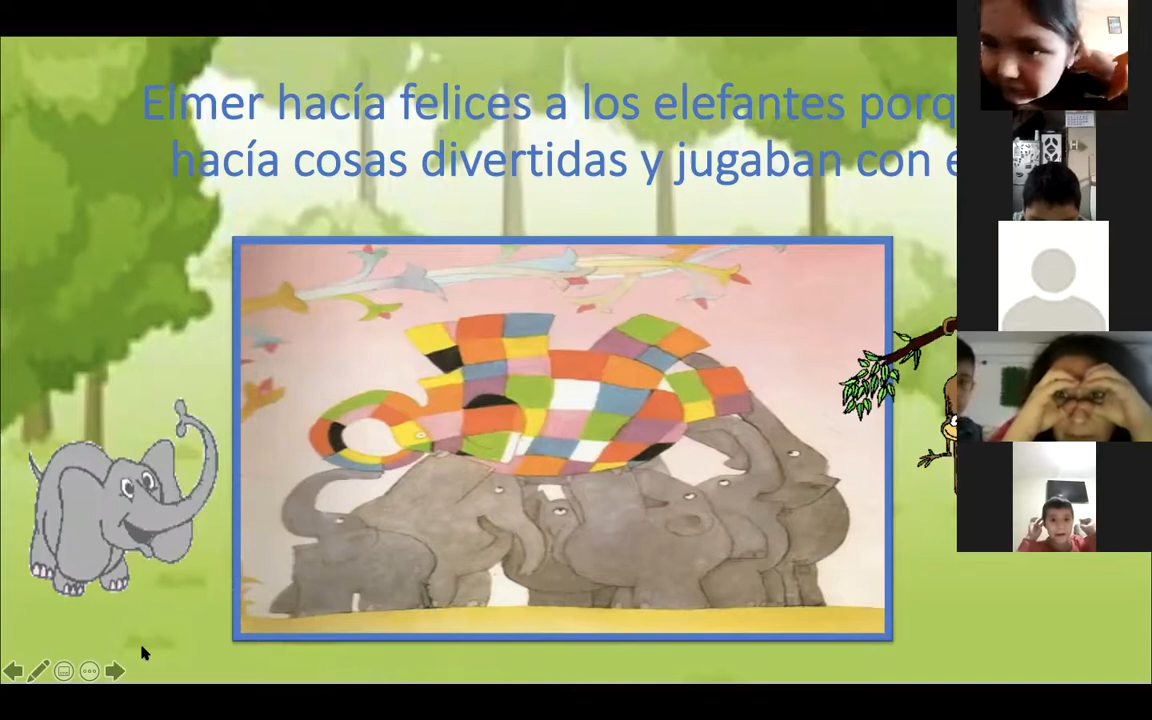 Elmer hacía felices a los elefantes porq
hacía cosas divertidas y jugaban con